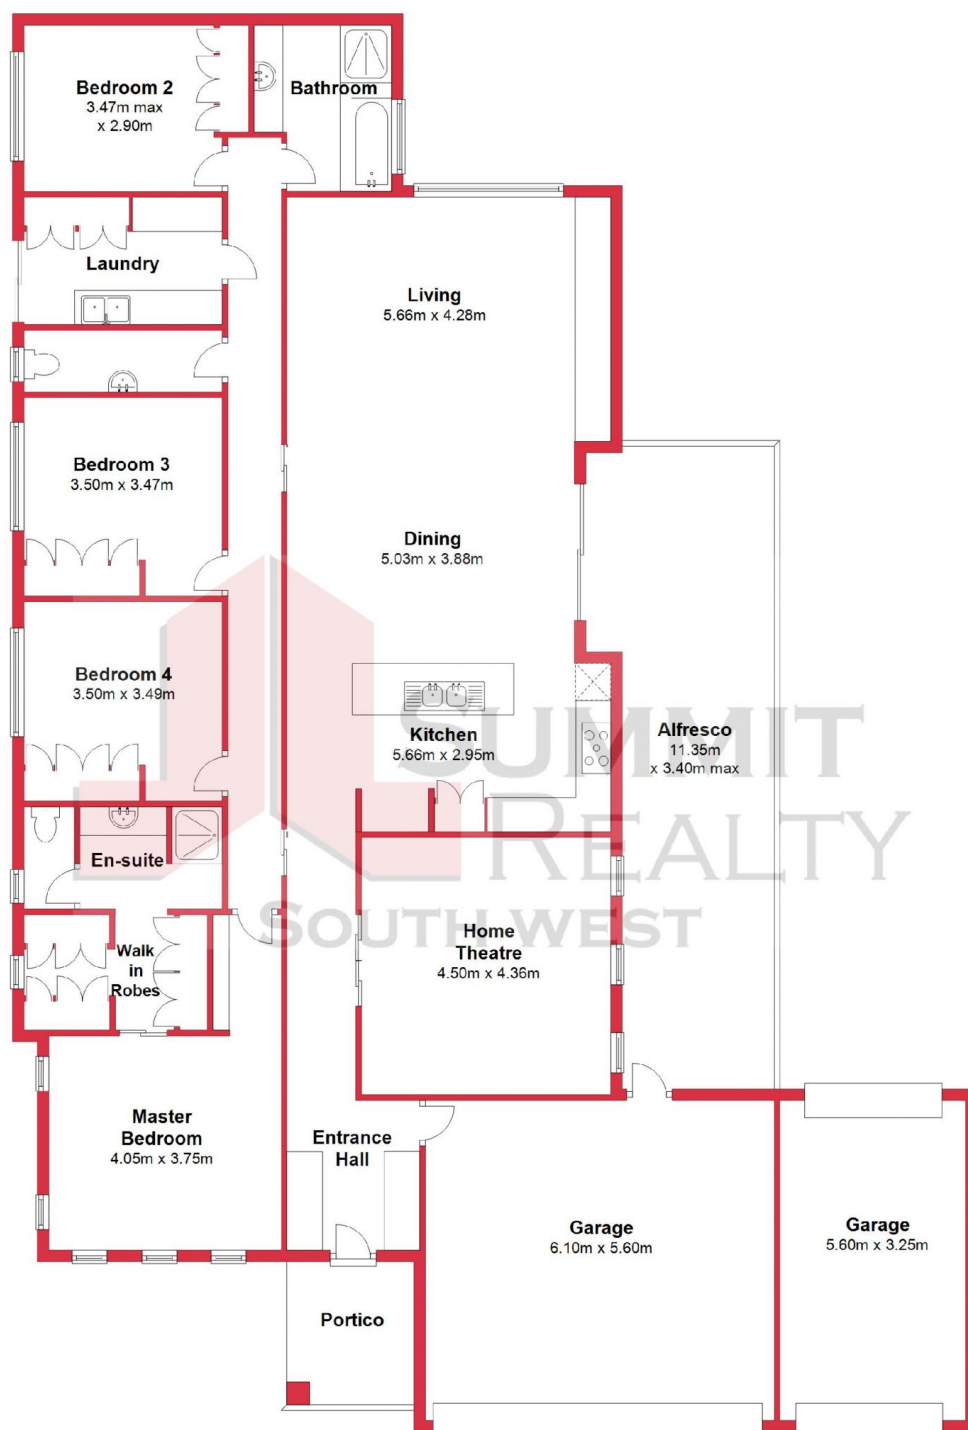 Bedroom 2
3.47m max
x 2.90m
Bathroom
Laundry
Living
5.66m x 4.28m
Bedroom 3
3.50m x 3.47m
Dining
5.03m x 3.88m
Bedroom 4
3.50m x 3.49m
Kitchen
5.66m x 2.95m
Alfresco
11.35m
x 3.40m max
SUMMIT
REALTY
SOUTH WEST
En-suite
Walk
in
Robes
Home
Theatre
4.50m x 4.36m
Master
Bedroom
4.05m x 3.75m
Entrance
Hall
Garage
6.10m x 5.60m
Garage
5.60m x 3.25m
Portico